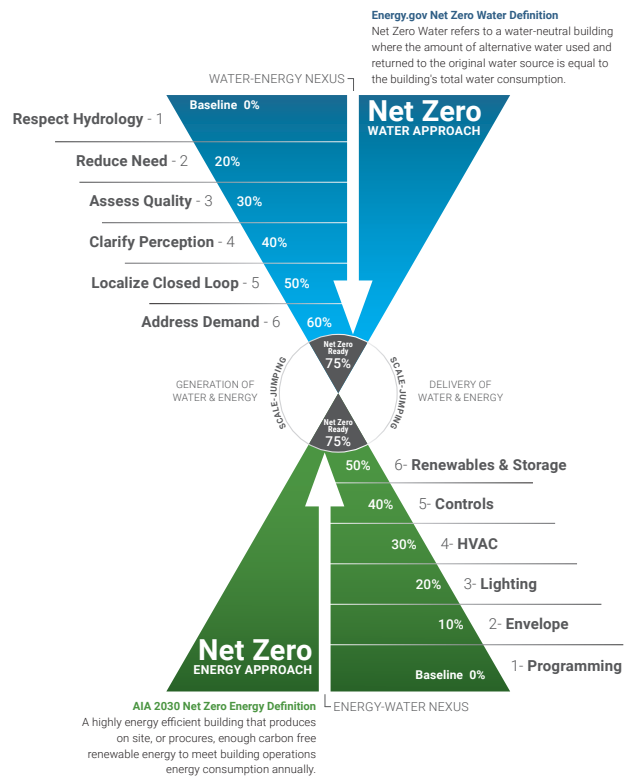 Energy.gov Net Zero Water Definition
Net Zero Water refers to a water-neutral building
where the amount of alternative water used and
returned to the original water source is equal to
the building's total water consumption.
WATER-ENERGY NEXUS
Baseline 0%
Net Zero
WATER APPROACH
Respect Hydrology - 1
Reduce Need - 2
20%
Assess Quality - 3
30%
Clarify Perception - 4
40%
Localize Closed Loop - 5
50%
Address Demand - 6
60%
Net Zero
Ready
75%
GENERATION OF
WATER & ENERGY
SCALE-JUMPING
SCALE-JUMPING
DELIVERY OF
WATER & ENERGY
Net Zero
Ready
75%
50%
6- Renewables & Storage
40%
5- Controls
30%
4- HVAC
20%
3- Lighting
10%
2- Envelope
Net Zero
ENERGY APPROACH
Baseline 0%
1- Programming
AIA 2030 Net Zero Energy Definition
A highly energy efficient building that produces
on site, or procures, enough carbon free
renewable energy to meet building operations
energy consumption annually.
ENERGY-WATER NEXUS